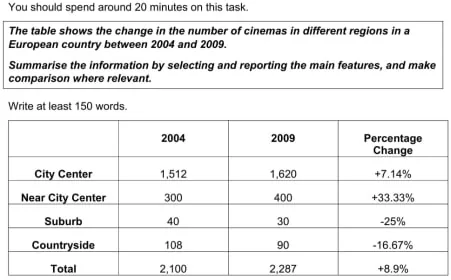 You should spend around 20 minutes on this task.
The table shows the change in the number of cinemas in different regions in a
European country between 2004 and 2009.
Summarise the information by selecting and reporting the main features, and make
comparison where relevant.
Write at least 150 words.
2004 2009 Percentage
Change
City Center 1,512 1,620 +7.14%
Near City Center 300 400 +33.33%
Suburb 40 30 -25%
Countryside 108 90 -16.67%
Total 2,100 2,287 +8.9%